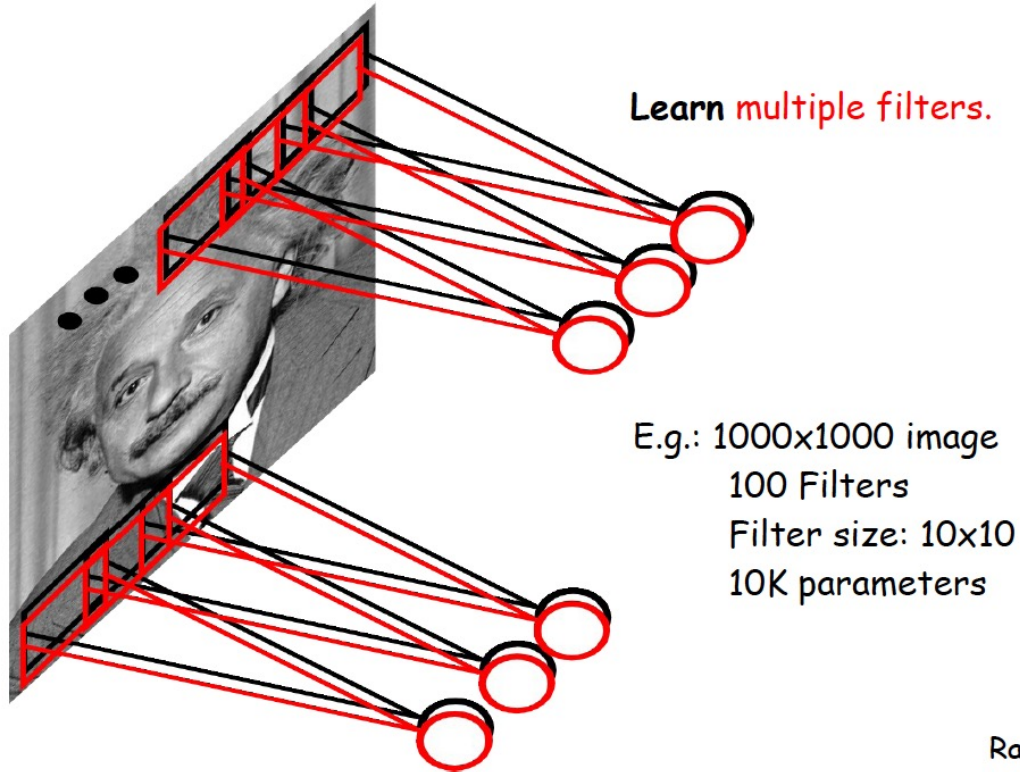 Learn multiple filters.
E.g.: 1000x1000 image
100 Filters
Filter size: 10x10
10K parameters